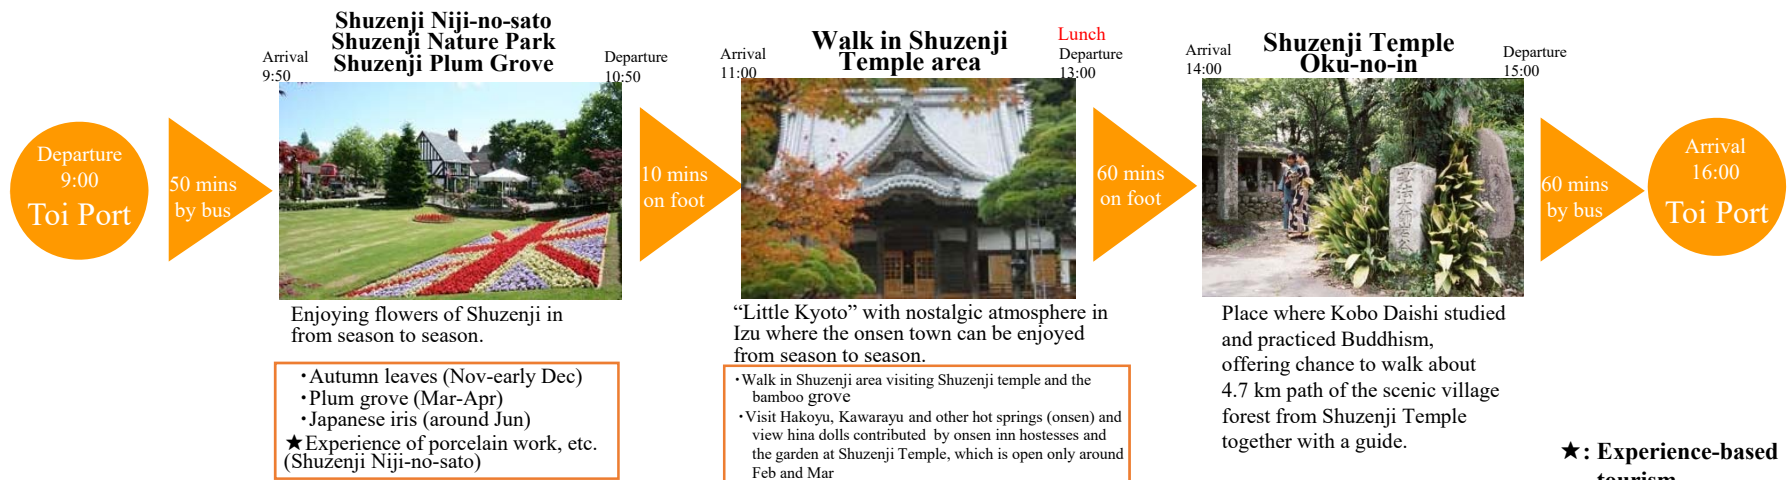 Departure
9:00
Toi Port
50 mins
by bus
Shuzenji Niji-no-sato
Shuzenji Nature Park
Shuzenji Plum Grove
Arrival
9:50
Departure
10:50
Enjoying flowers of Shuzenji in
from season to season.
・Autumn leaves (Nov-early Dec)
・Plum grove (Mar-Apr)
・Japanese iris (around Jun)
★Experience of porcelain work, etc.
(Shuzenji Niji-no-sato)
10 mins
on foot
Walk in Shuzenji
Temple area
Arrival
11:00
Lunch
Departure
13:00
“Little Kyoto” with nostalgic atmosphere in
Izu where the onsen town can be enjoyed
from season to season.
・Walk in Shuzenji area visiting Shuzenji temple and the
bamboo grove
・Visit Hakoyu, Kawarayu and other hot springs (onsen) and
view hina dolls contributed by onsen inn hostesses and
the garden at Shuzenji Temple, which is open only around
Feb and Mar
60 mins
on foot
Shuzenji Temple
Oku-no-in
Arrival
14:00
Departure
15:00
Place where Kobo Daishi studied
and practiced Buddhism,
offering chance to walk about
4.7 km path of the scenic village
forest from Shuzenji Temple
together with a guide.
60 mins
by bus
Arrival
16:00
Toi Port
★: Experience-based
tourism